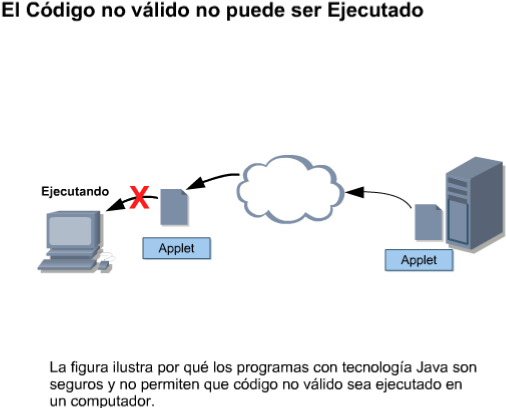 El Código no válido no puede ser Ejecutado
Ejecutando
X
Applet
Applet
La figura ilustra por qué los programas con tecnología Java son
seguros y no permiten que código no válido sea ejecutado en
un computador.